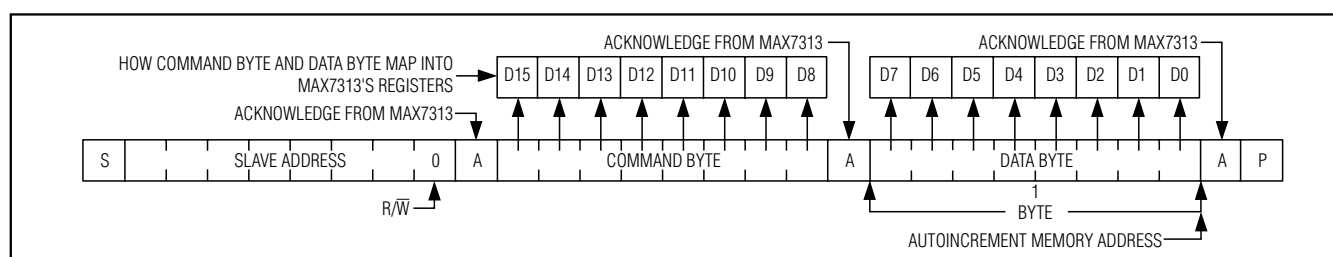 ACKNOWLEDGE FROM MAX7313 ACKNOWLEDGE FROM MAX7313
HOW COMMAND BYTE AND DATA BYTE MAP INTO
MAX7313'S REGISTERS
D15 D14 D13 D12 D11 D10 D9 D8 D7 D6 D5 D4 D3 D2 D1 D0
ACKNOWLEDGE FROM MAX7313
S SLAVE ADDRESS 0 A COMMAND BYTE A DATA BYTE A P
R/W̅
1
BYTE
AUTOINCREMENT MEMORY ADDRESS